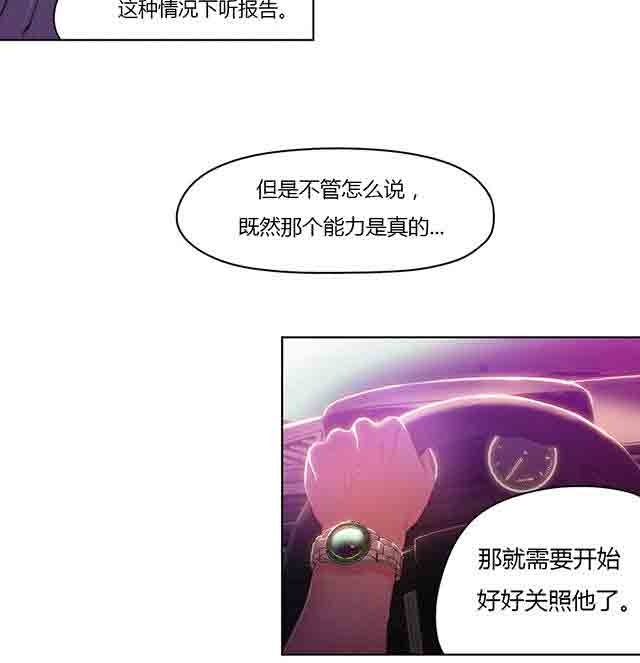 这种情况下听报告。
但是不管怎么说，
既然那个能力是真的...
那就需要开始
好好关照他了。